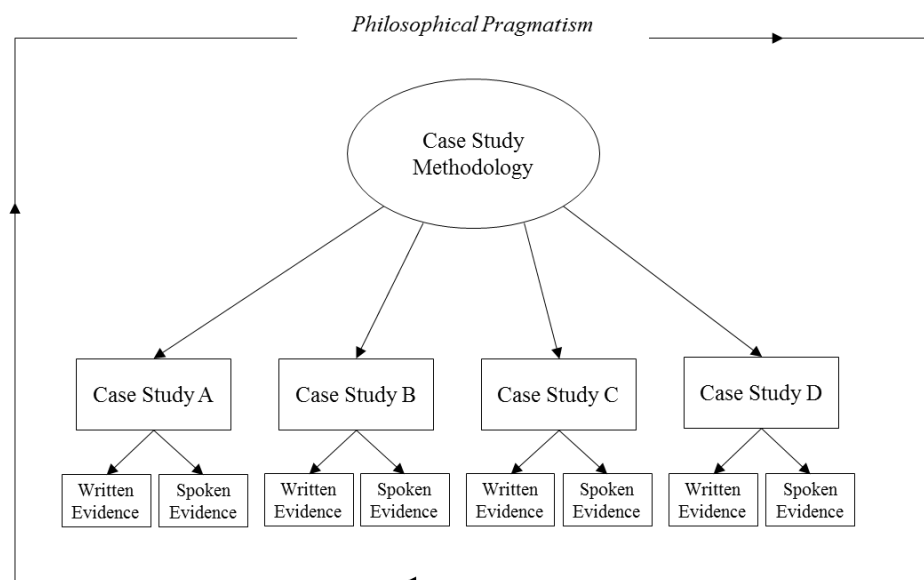 Philosophical Pragmatism
Case Study
Methodology
Case Study A
Case Study B
Case Study C
Case Study D
Written
Evidence
Spoken
Evidence
Written
Evidence
Spoken
Evidence
Written
Evidence
Spoken
Evidence
Written
Evidence
Spoken
Evidence